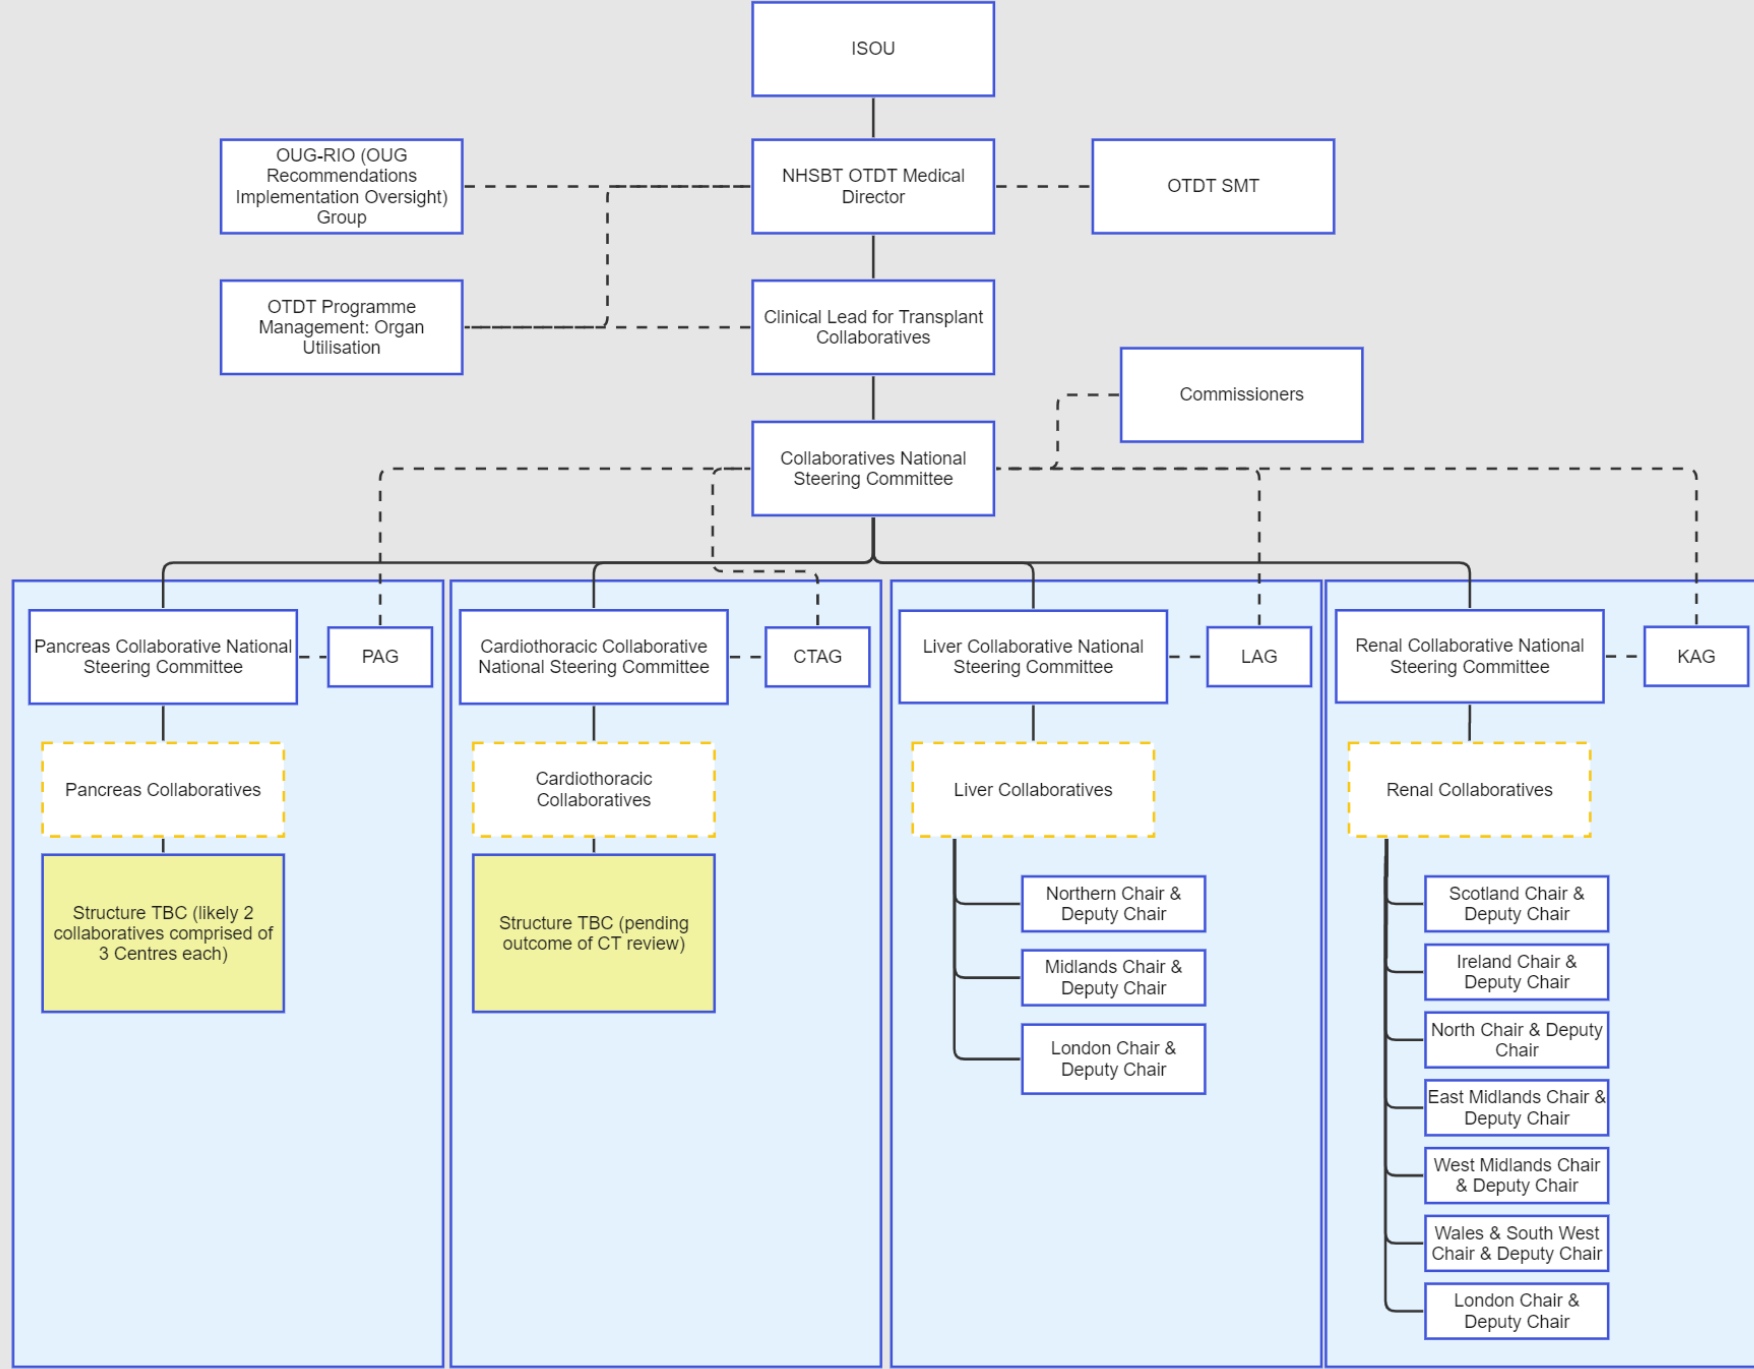 ISOU
OUG-RIO (OUG
Recommendations
Implementation Oversight)
Group
NHSBT OTDT Medical
Director
OTDT SMT
OTDT Programme
Management: Organ
Utilisation
Clinical Lead for Transplant
Collaboratives
Commissioners
Collaboratives National
Steering Committee
Pancreas Collaborative National
Steering Committee
PAG
Cardiothoracic Collaborative
National Steering Committee
CTAG
Liver Collaborative National
Steering Committee
LAG
Renal Collaborative National
Steering Committee
KAG
Pancreas Collaboratives
Cardiothoracic
Collaboratives
Liver Collaboratives
Renal Collaboratives
Structure TBC (likely 2
collaboratives comprised of
3 Centres each)
Structure TBC (pending
outcome of CT review)
Northern Chair &
Deputy Chair
Midlands Chair &
Deputy Chair
London Chair &
Deputy Chair
Scotland Chair &
Deputy Chair
Ireland Chair &
Deputy Chair
North Chair & Deputy
Chair
East Midlands Chair &
Deputy Chair
West Midlands Chair
& Deputy Chair
Wales & South West
Chair & Deputy Chair
London Chair &
Deputy Chair